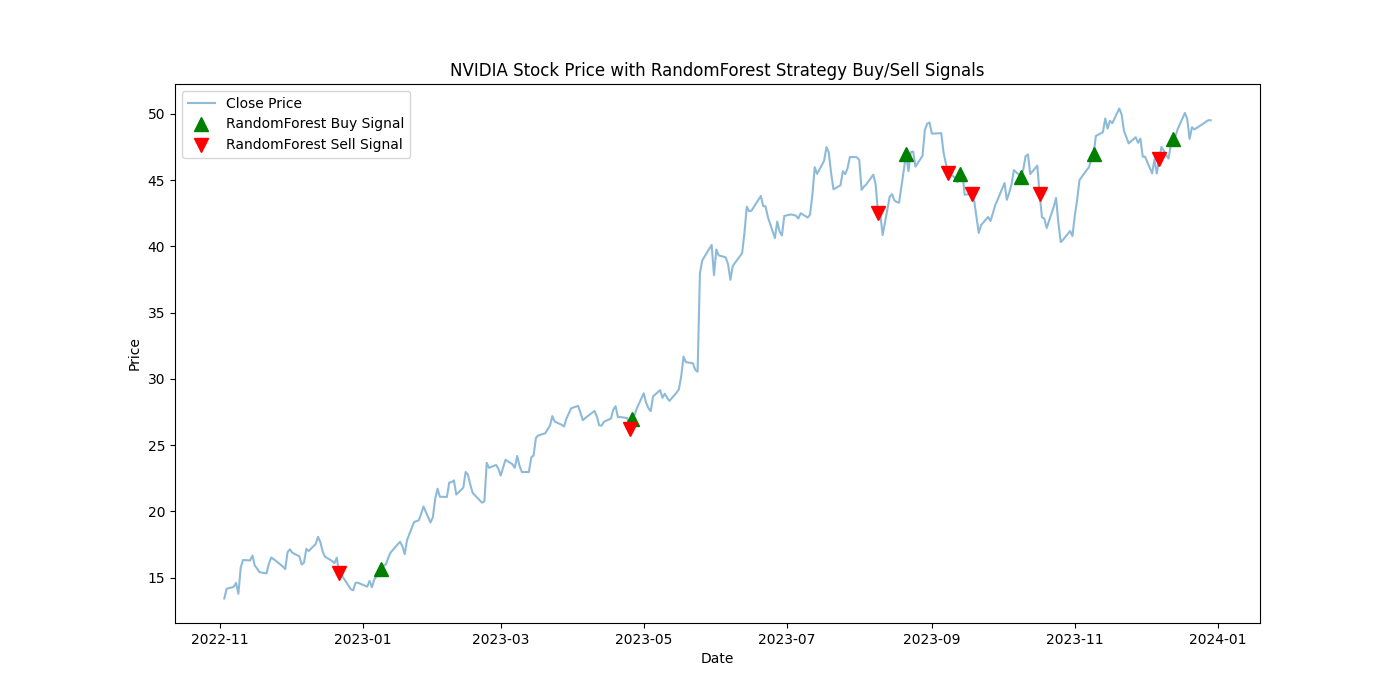 NVIDIA Stock Price with RandomForest Strategy Buy/Sell Signals
Close Price
RandomForest Buy Signal
RandomForest Sell Signal
Price
50
45
40
35
30
25
20
15
2022-11
2023-01
2023-03
2023-05
2023-07
2023-09
2023-11
2024-01
Date